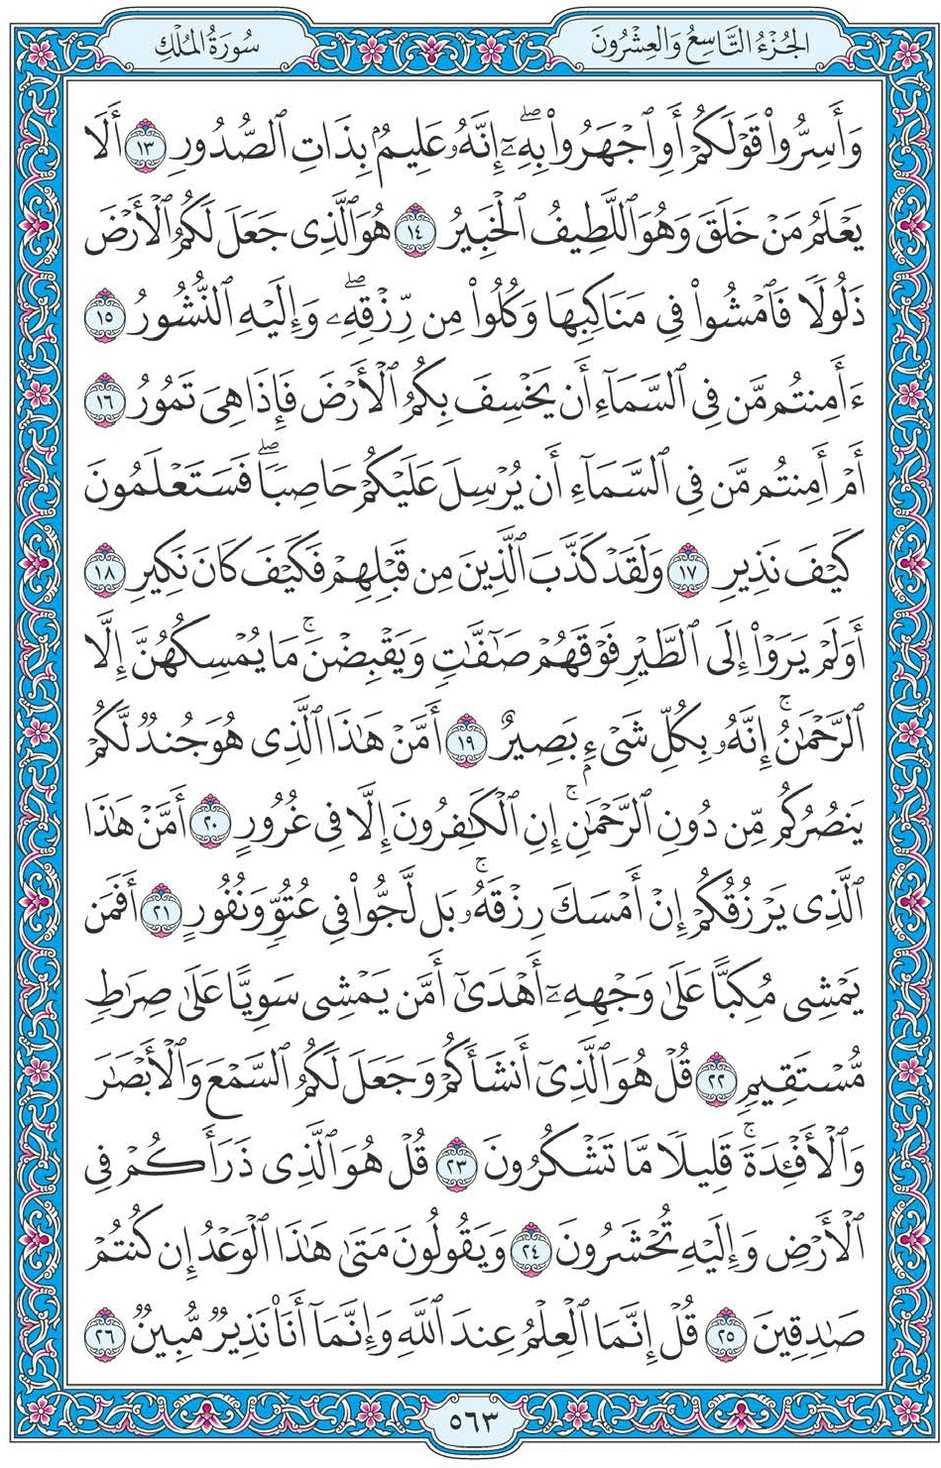 الجُزْءُ التَّاسِعُ وَالعِشْرُونَ
سُورَةُ المُلْكِ
وَأَسِرُّواْ قَوْلَكُمْ أَوِ ٱجْهَرُواْ بِهِۦٓۖ إِنَّهُۥ عَلِيمُۢ بِذَاتِ ٱلصُّدُورِ ١٣ أَلَا
يَعْلَمُ مَنْ خَلَقَ وَهُوَ ٱللَّطِيفُ ٱلْخَبِيرُ ١٤ هُوَ ٱلَّذِى جَعَلَ لَكُمُ ٱلْأَرْضَ
ذَلُولًا فَٱمْشُواْ فِى مَنَاكِبِهَا وَكُلُواْ مِن رِّزْقِهِۦۖ وَإِلَيْهِ ٱلنُّشُورُ ١٥
ءَأَمِنتُم مَّن فِى ٱلسَّمَآءِ أَن يَخْسِفَ بِكُمُ ٱلْأَرْضَ فَإِذَا هِىَ تَمُورُ ١٦
أَمْ أَمِنتُم مَّن فِى ٱلسَّمَآءِ أَن يُرْسِلَ عَلَيْكُمْ حَاصِبًاۖ فَسَتَعْلَمُونَ
كَيْفَ نَذِيرِ ١٧ وَلَقَدْ كَذَّبَ ٱلَّذِينَ مِن قَبْلِهِمْ فَكَيْفَ كَانَ نَكِيرِ ١٨
أَوَلَمْ يَرَوْاْ إِلَى ٱلطَّيْرِ فَوْقَهُمْ صَٰٓفَّٰتٍ وَيَقْبِضْنَۚ مَا يُمْسِكُهُنَّ إِلَّا
ٱلرَّحْمَٰنُۚ إِنَّهُۥ بِكُلِّ شَىْءِۭ بَصِيرٌ ١٩ أَمَّنْ هَٰذَا ٱلَّذِى هُوَ جُندٌ لَّكُمْ
يَنصُرُكُم مِّن دُونِ ٱلرَّحْمَٰنِۚ إِنِ ٱلْكَٰفِرُونَ إِلَّا فِى غُرُورٍ ٢٠ أَمَّنْ هَٰذَا
ٱلَّذِى يَرْزُقُكُمْ إِنْ أَمْسَكَ رِزْقَهُۥۚ بَل لَّجُّواْ فِى عُتُوٍّ وَنُفُورٍ ٢١ أَفَمَن
يَمْشِى مُكِبًّا عَلَىٰ وَجْهِهِۦٓ أَهْدَىٰٓ أَمَّن يَمْشِى سَوِيًّا عَلَىٰ صِرَٰطٍ
مُّسْتَقِيمٍ ٢٢ قُلْ هُوَ ٱلَّذِىٓ أَنشَأَكُمْ وَجَعَلَ لَكُمُ ٱلسَّمْعَ وَٱلْأَبْصَٰرَ
وَٱلْأَفْـِٔدَةَۚ قَلِيلًا مَّا تَشْكُرُونَ ٢٣ قُلْ هُوَ ٱلَّذِى ذَرَأَكُمْ فِى
ٱلْأَرْضِ وَإِلَيْهِ تُحْشَرُونَ ٢٤ وَيَقُولُونَ مَتَىٰ هَٰذَا ٱلْوَعْدُ إِن كُنتُمْ
صَٰدِقِينَ ٢٥ قُلْ إِنَّمَا ٱلْعِلْمُ عِندَ ٱللَّهِ وَإِنَّمَآ أَنَا۠ نَذِيرٌ مُّبِينٌ ٢٦
٥٦٣